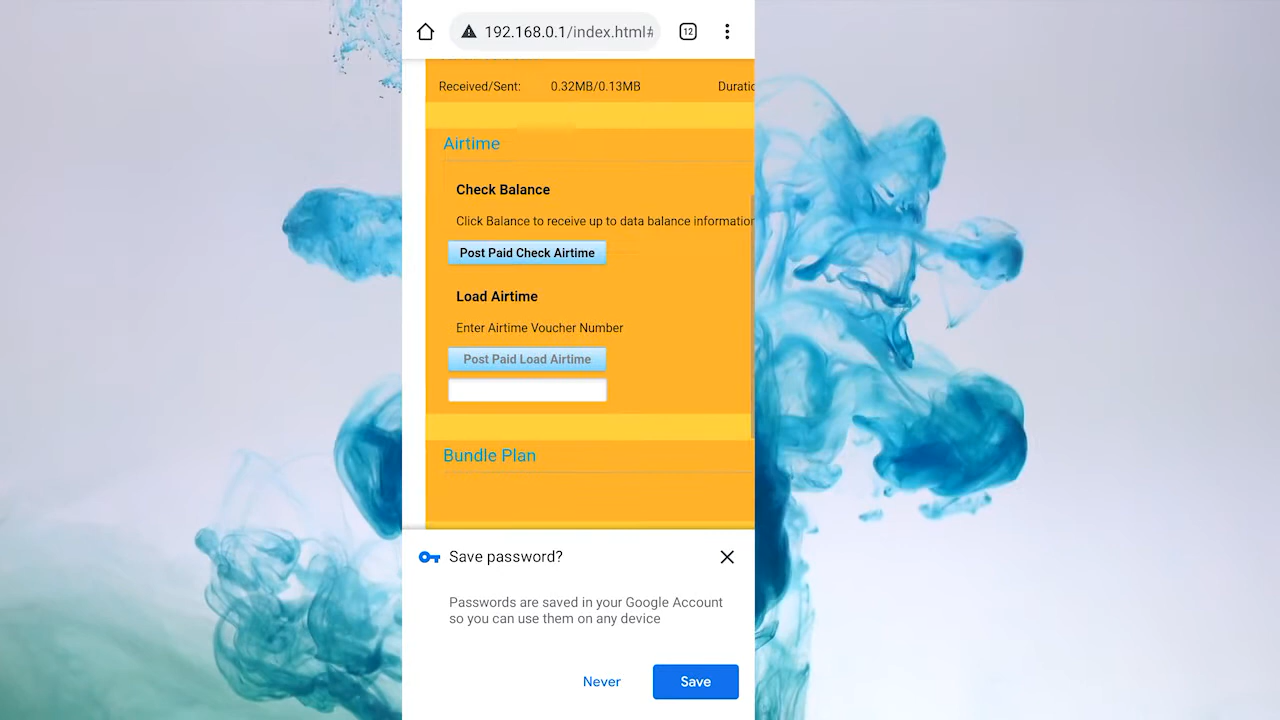 192.168.0.1/index.html#
12
Received/Sent: 0.32MB/0.13MB Duratio
Airtime
Check Balance
Click Balance to receive up to data balance information
Post Paid Check Airtime
Load Airtime
Enter Airtime Voucher Number
Post Paid Load Airtime
Bundle Plan
Save password?
Passwords are saved in your Google Account
so you can use them on any device
Never
Save